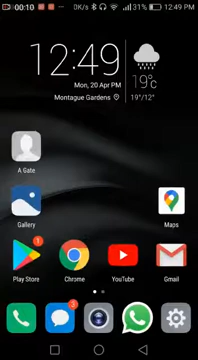 00:10 ... 0K/s 31% 12:49 PM
12:49
19°c
Mon, 20 Apr PM
Montague Gardens 19°/12°
A Gate
Gallery Maps
1
Play Store Chrome YouTube Gmail